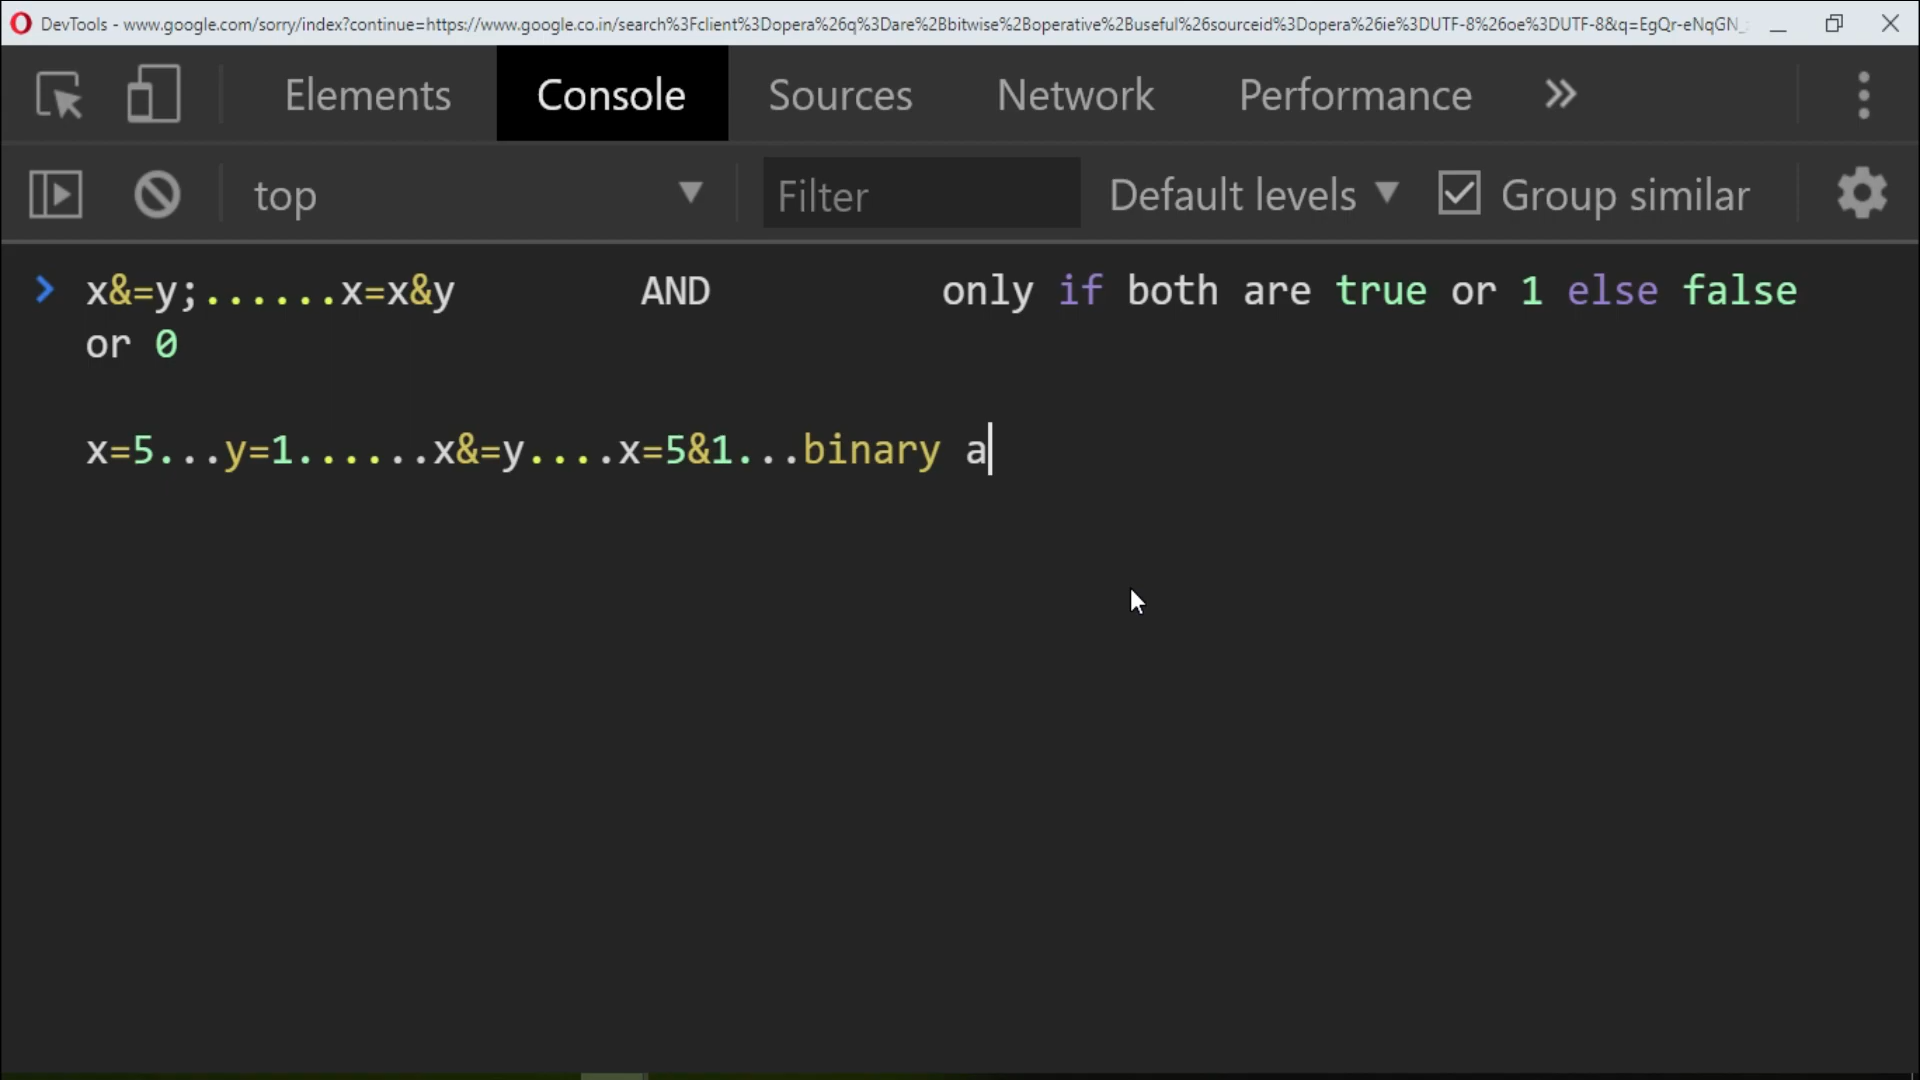 DevTools - www.google.com/sorry/index?continue=https://www.google.co.in/search%3Fclient%3Dopera%26q%3Dare%2Bbitwise%2Boperative%2Buseful%26sourceid%3Dopera%26ie%3DUTF-8%26oe%3DUTF-8&q=EgQr-eNqGN_
Elements Console Sources Network Performance
top Filter Default levels Group similar
x&=y;......x=x&y AND only if both are true or 1 else false
or 0
x=5...y=1......x&=y....x=5&1...binary a